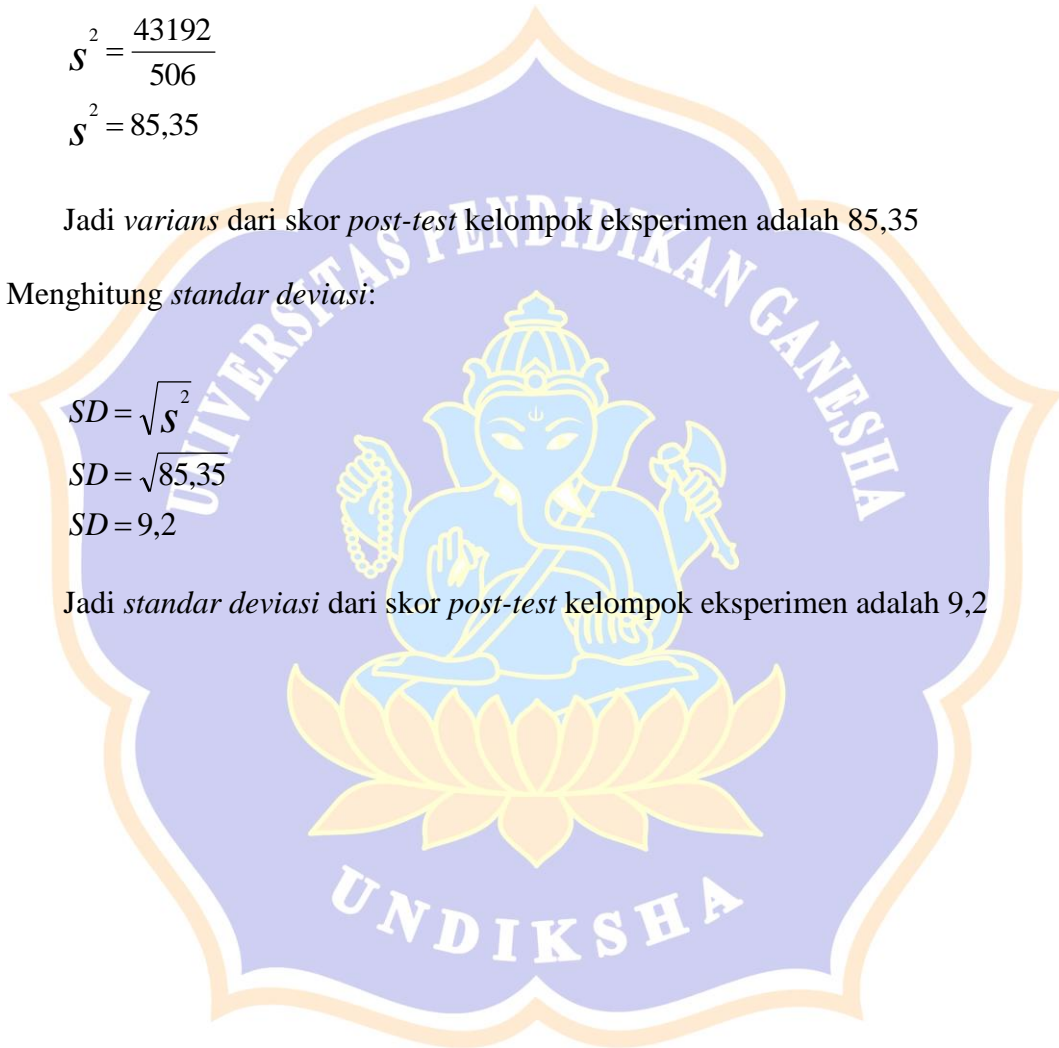 s² = 43192/506
s² = 85,35
Jadi varians dari skor post-test kelompok eksperimen adalah 85,35
Menghitung standar deviasi:
SD = √s²
SD = √85,35
SD = 9,2
Jadi standar deviasi dari skor post-test kelompok eksperimen adalah 9,2
UNIVERSITAS PENDIDIKAN GANESHA
UNDIKSHA